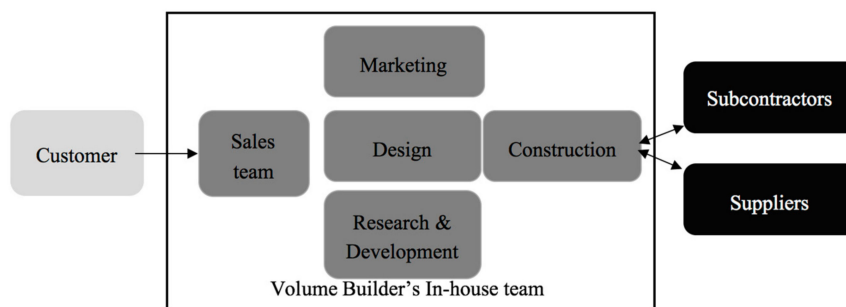 Marketing
Subcontractors
Customer
Sales
team
Design
Construction
Suppliers
Research &
Development
Volume Builder's In-house team